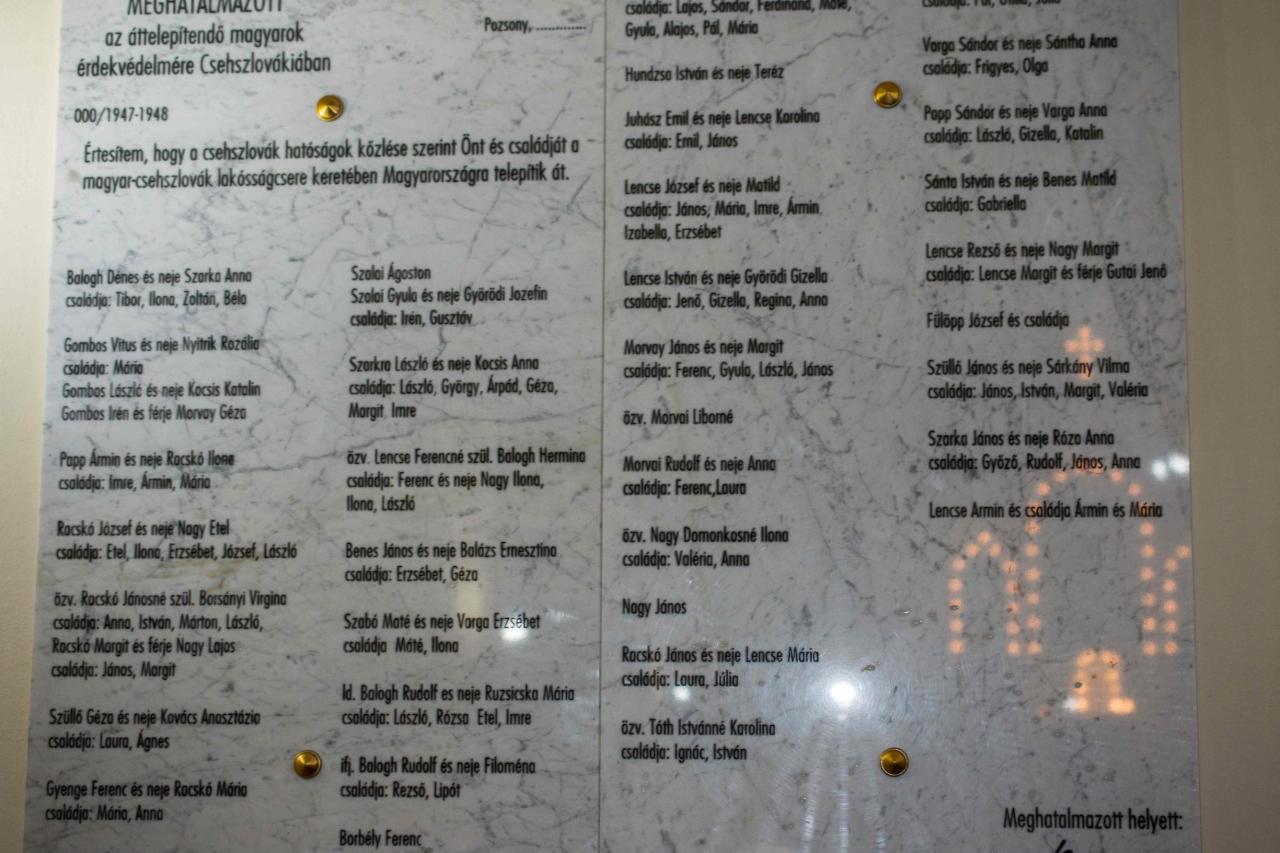 MEGHATALMAZOTT
az áttelepítendő magyarok
érdekvédelmére Csehszlovákiában
Pozsony, .............
000/1947-1948
Értesítem, hogy a csehszlovák hatóságok közlése szerint Önt és családját a
magyar-csehszlovák lakósságcsere keretében Magyarországra telepítik át.
Balogh Dénes és neje Szarka Anna
családja: Tibor, Ilona, Zoltán, Béla
Gombos Vitus és neje Nyitrik Rozália
családja: Mária
Gombos László és neje Kocsis Katalin
Gombos Irén és férje Morvay Géza
Papp Ármin és neje Racskó Ilone
családja: Imre, Ármin, Mária
Racskó József és neje Nagy Etel
családja: Etel, Ilona, Erzsébet, József, László
özv. Racskó Jánosné szül. Borsányi Virgina
családja: Anna, István, Márton, László,
Racskó Margit és férje Nagy Lajos
családja: János, Margit
Szülló Géza és neje Kovács Anasztázia
családja: Laura, Ágnes
Gyenge Ferenc és neje Racskó Mária
családja: Mária, Anna
Szalai Ágoston
Szalai Gyula és neje Györödi Jozefin
családja: Irén, Gusztáv
Szarkra László és neje Kocsis Anna
családja: László, György, Árpád, Géza,
Margit Imre
özv. Lencse Ferencné szül. Balogh Hermina
családja: Ferenc és neje Nagy Ilona,
Ilona, László
Benes János és neje Balázs Ernesztina
családja: Erzsébet, Géza
Szabó Maté és neje Varga Erzsébet
családja Máté, Ilona
Id. Balogh Rudolf es neje Ruzsicska Mária
családja: László, Rózsa Etel, Imre
ifj. Balogh Rudolf és neje Filoména
családja: Rezső, Lipót
Borbély Ferenc
családja: Lajos, Sándor, Ferdinand, Máté,
Gyula, Alajos, Pál, Mária
Hundzsa István és neje Teréz
Juhász Emil és neje Lencse Karolina
családja: Emil, János
Lencse József és neje Matild
családja: János, Mária, Imre, Ármin
Izabella, Erzsébet
Lencse István és neje Györödi Gizella
családja: Jenő, Gizella, Regina, Anna
Morvay János és neje Margit
családja: Ferenc, Gyula, László, János
özv. Morvai Liborné
Morvai Rudolf és neje Anna
családja: Ferenc,Laura
özv. Nagy Domonkosné Ilona
családja: Valéria, Anna
Nagy János
Racskó János és neje Lencse Mária
családja: Laura, Júlia
özv. Tóth Istvánné Karolina
családja: Ignác, István
Varga Sándor és neje Sántha Anna
családja: Frigyes, Olga
Papp Sándor és neje Varga Anna
családja: László, Gizella, Katalin
Sánta István és neje Benes Matild
családja: Gabriella
Lencse Rezső és neje Nagy Margit
családja: Lencse Margit és férje Gutai Jenő
Fülöpp József és családja
Szülló János és neje Sárkány Vilma
családja: János, István, Margit, Valéria
Szarka János és neje Róza Anna
családja: Győző, Rudolf, János, Anna
Lencse Armin és családja Ármin és Mária
Meghatalmazott helyett: